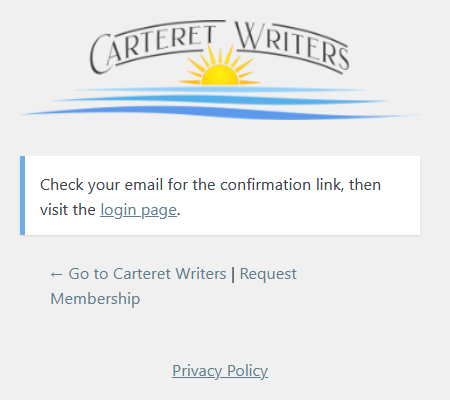 CARTERET WRITERS
Check your email for the confirmation link, then
visit the login page.
← Go to Carteret Writers | Request
Membership
Privacy Policy